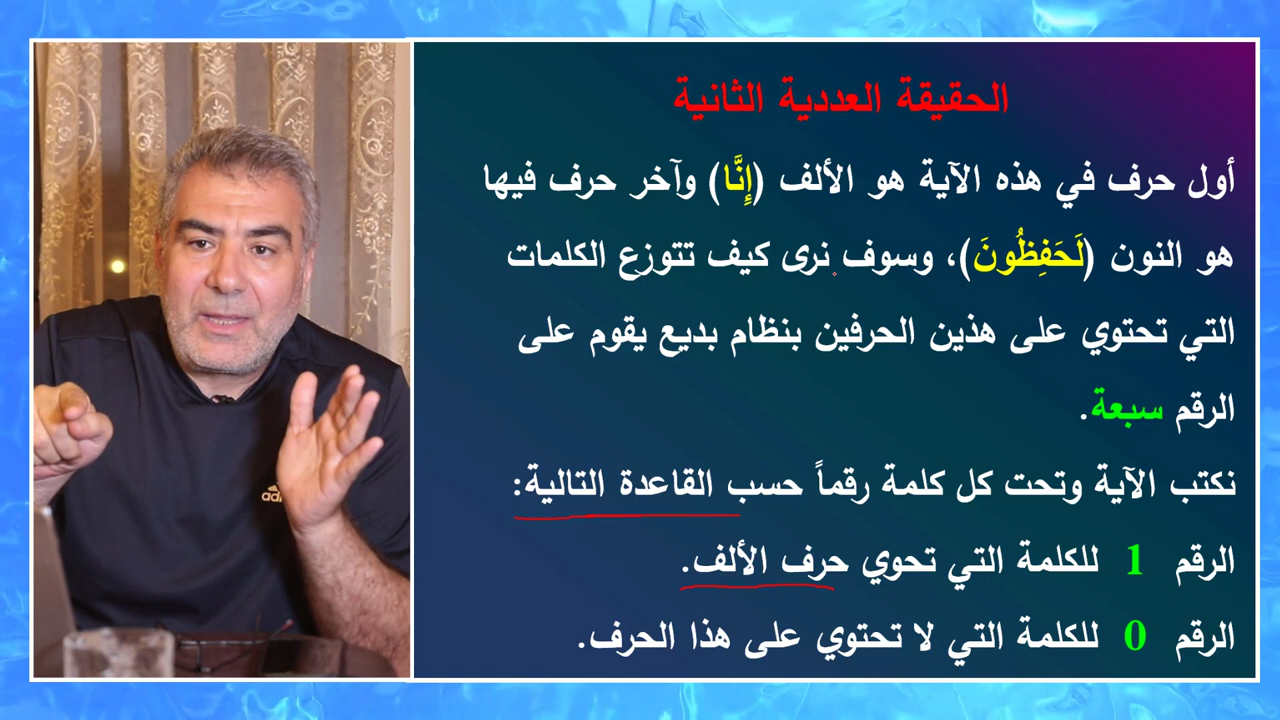 الحقيقة العددية الثانية
أول حرف في هذه الآية هو الألف (إِنَّا) وآخر حرف فيها
هو النون (لَحَفِظُونَ)، وسوف نرى كيف تتوزع الكلمات
التي تحتوي على هذين الحرفين بنظام بديع يقوم على
الرقم سبعة.
نكتب الآية وتحت كل كلمة رقماً حسب القاعدة التالية:
الرقم 1 للكلمة التي تحوي حرف الألف.
الرقم 0 للكلمة التي لا تحتوي على هذا الحرف.